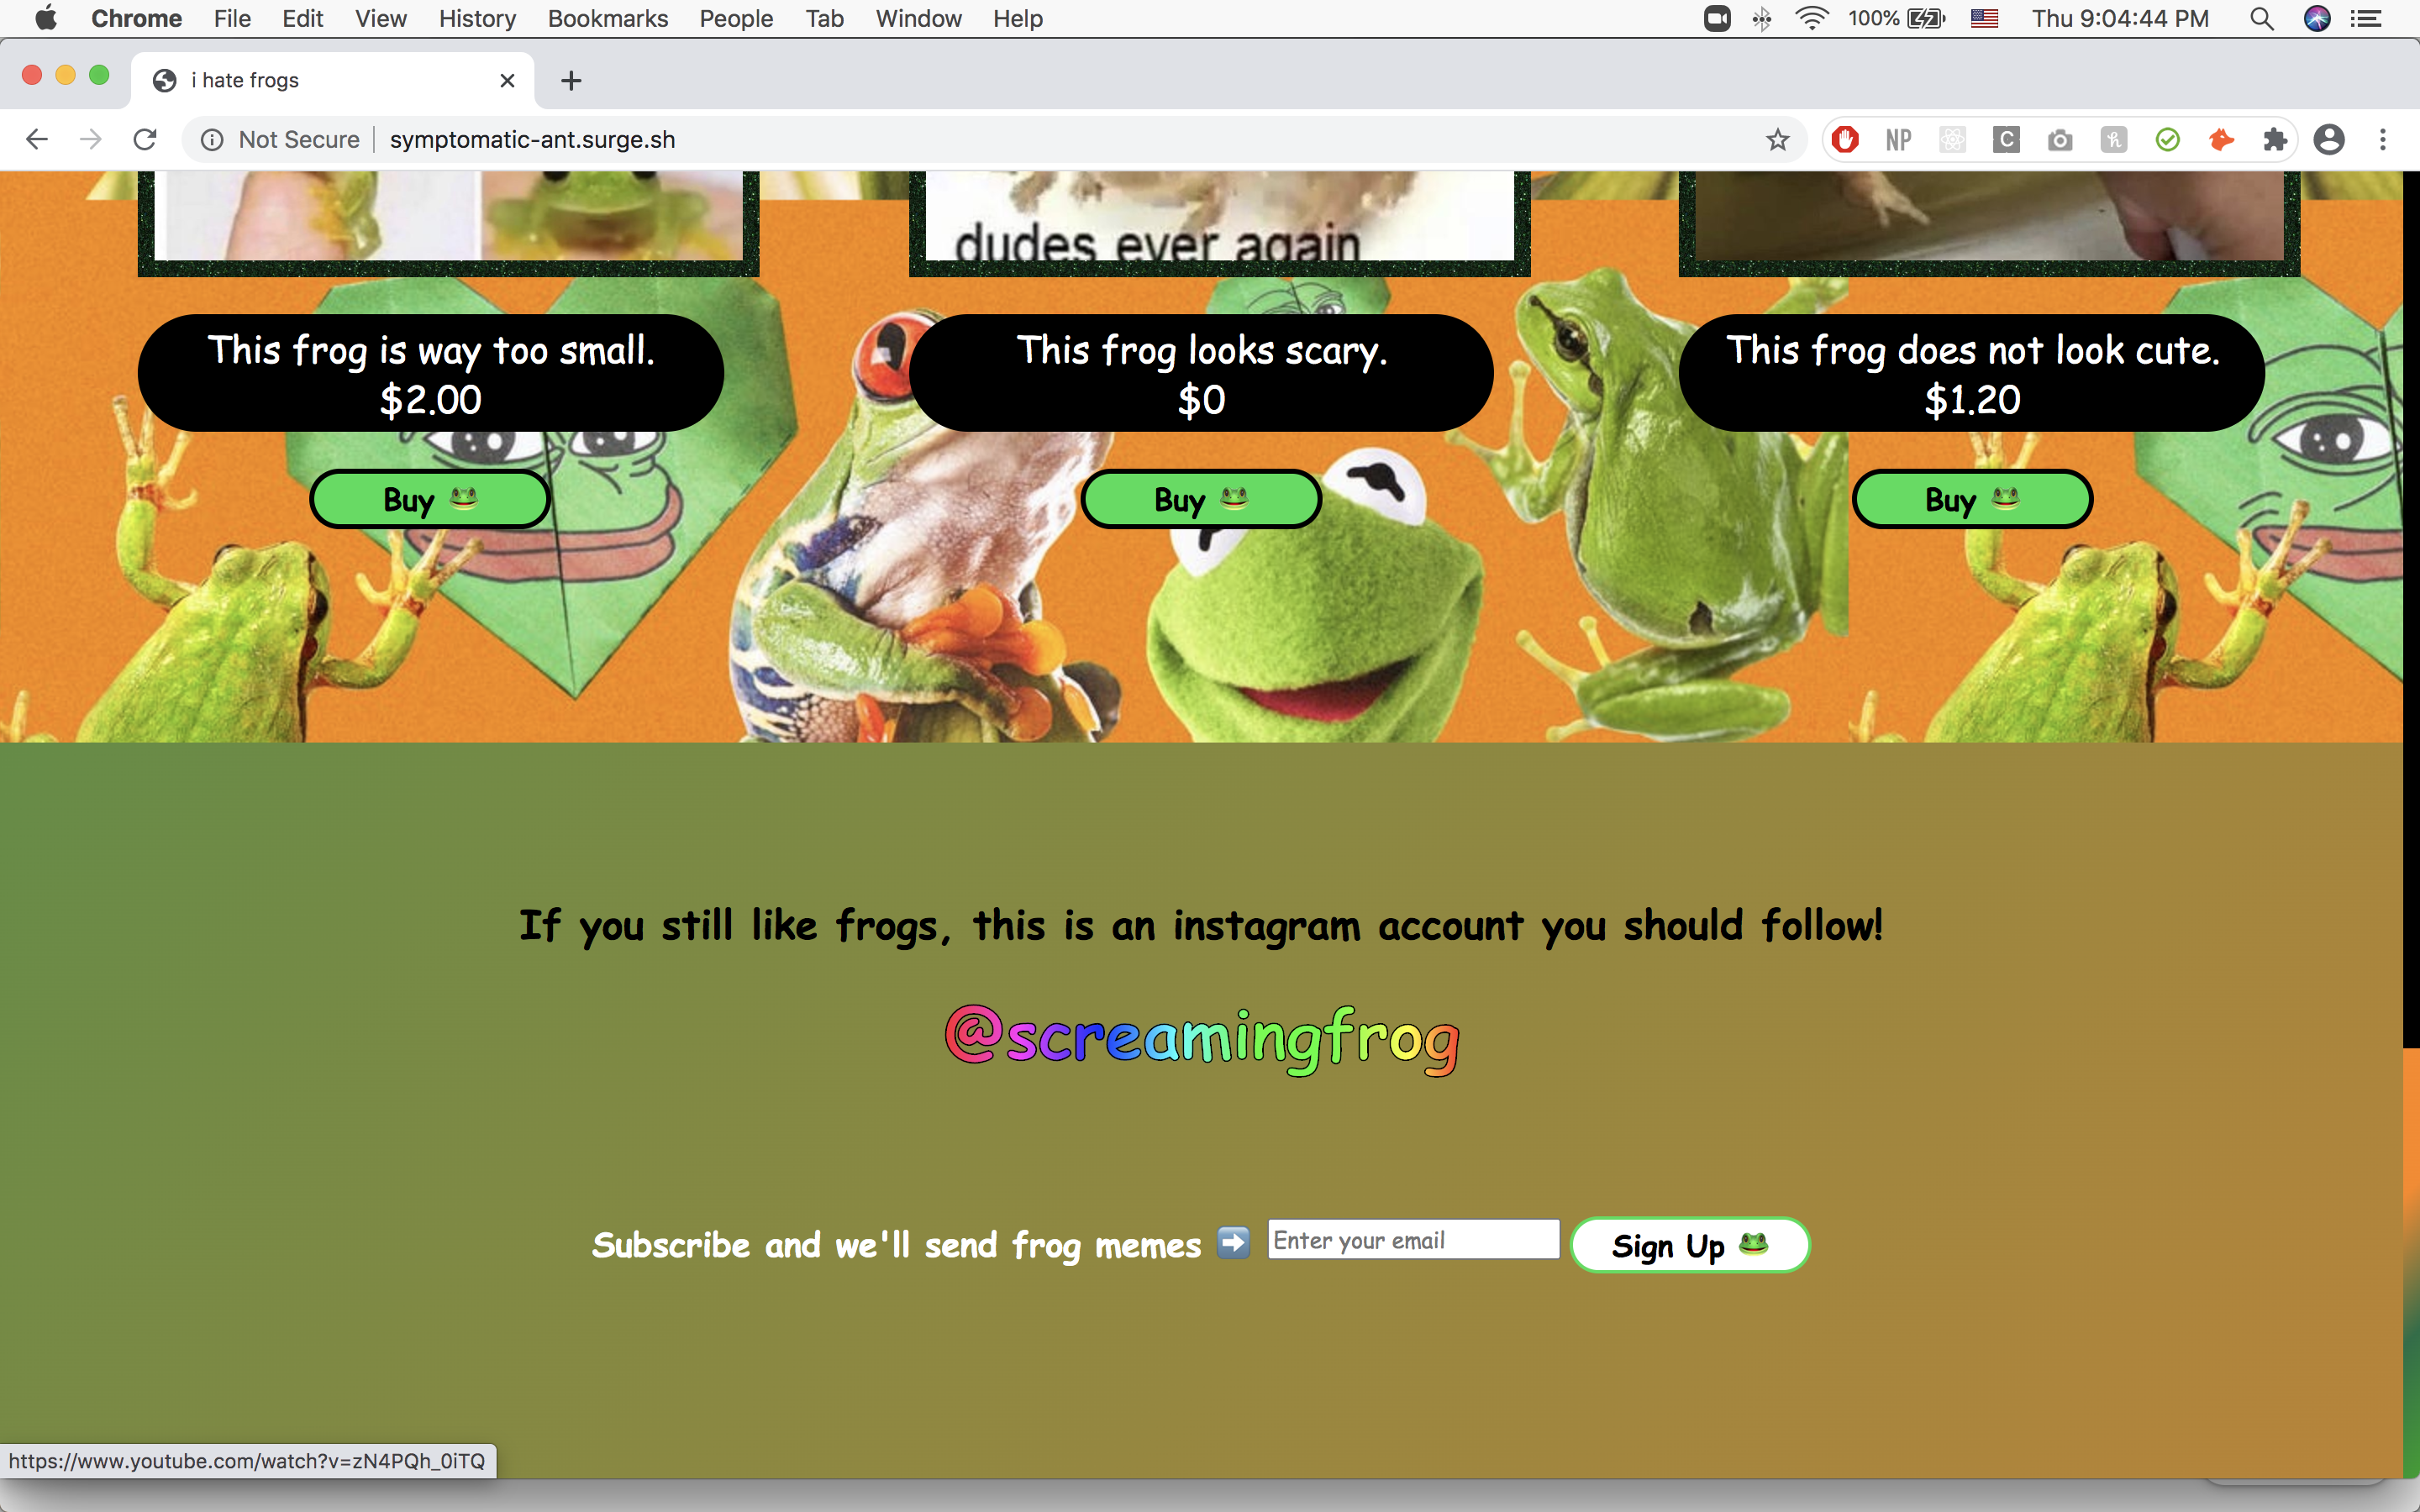 Chrome File Edit View History Bookmarks People Tab Window Help 100% Thu 9:04:44 PM
i hate frogs
Not Secure symptomatic-ant.surge.sh NP C h
dudes ever again
This frog is way too small.
$2.00
This frog looks scary.
$0
This frog does not look cute.
$1.20
Buy 🐸
Buy 🐸
Buy 🐸
If you still like frogs, this is an instagram account you should follow!
@screamingfrog
Subscribe and we'll send frog memes ➡️ Enter your email Sign Up 🐸
https://www.youtube.com/watch?v=zN4PQh_0iTQ